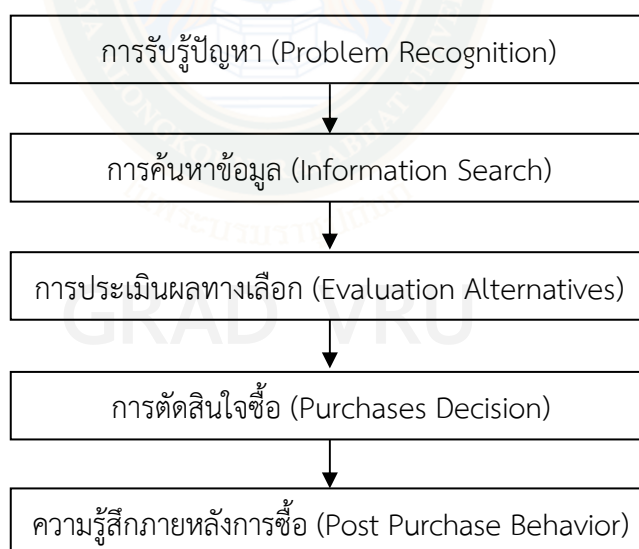 การรับรู้ปัญหา (Problem Recognition)
การค้นหาข้อมูล (Information Search)
การประเมินผลทางเลือก (Evaluation Alternatives)
GRAD VRU
การตัดสินใจซื้อ (Purchases Decision)
ความรู้สึกภายหลังการซื้อ (Post Purchase Behavior)